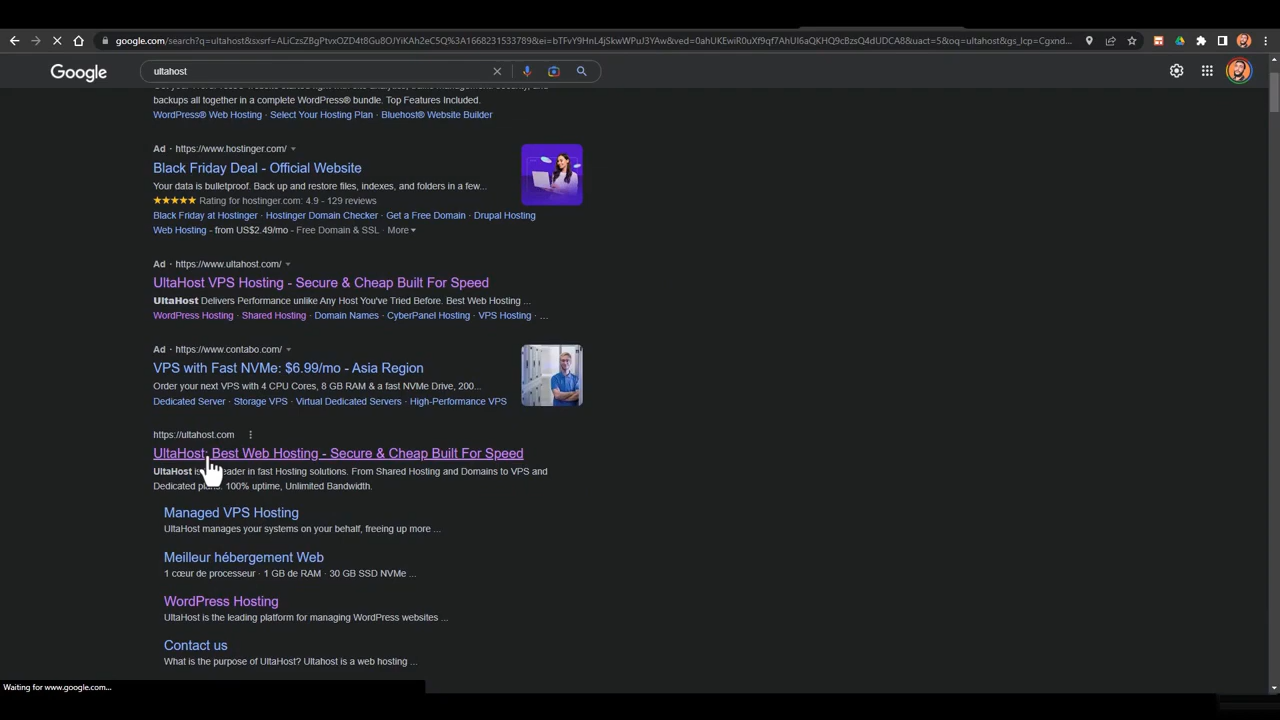 google.com/search?q=ultahost&sxsrf=ALiCzsZBgPtvxOZD4t8Gu8OJYiKAh2eC5Q%3A1668231533789&ei=bTFvY9HnL4jSkwWPuJ3YAw&ved=0ahUKEwiR0uXf9qf7AhUI6aQKHQ9cBzsQ4dUDCA8&uact=5&oq=ultahost&gs_lcp=Cgxnd...
Google
ultahost
backups all together in a complete WordPress® bundle. Top Features Included.
WordPress® Web Hosting · Select Your Hosting Plan · Bluehost® Website Builder
Ad · https://www.hostinger.com/
Black Friday Deal - Official Website
Your data is bulletproof. Back up and restore files, indexes, and folders in a few...
Rating for hostinger.com: 4.9 - 129 reviews
Black Friday at Hostinger · Hostinger Domain Checker · Get a Free Domain · Drupal Hosting
Web Hosting - from US$2.49/mo - Free Domain & SSL · More
Ad · https://www.ultahost.com/
UltaHost VPS Hosting - Secure & Cheap Built For Speed
UltaHost Delivers Performance unlike Any Host You've Tried Before. Best Web Hosting ...
WordPress Hosting · Shared Hosting · Domain Names · CyberPanel Hosting · VPS Hosting · ...
Ad · https://www.contabo.com/
VPS with Fast NVMe: $6.99/mo - Asia Region
Order your next VPS with 4 CPU Cores, 8 GB RAM & a fast NVMe Drive, 200...
Dedicated Server · Storage VPS · Virtual Dedicated Servers · High-Performance VPS
https://ultahost.com
UltaHost: Best Web Hosting - Secure & Cheap Built For Speed
UltaHost is leader in fast Hosting solutions. From Shared Hosting and Domains to VPS and
Dedicated 100% uptime, Unlimited Bandwidth.
Managed VPS Hosting
UltaHost manages your systems on your behalf, freeing up more ...
Meilleur hébergement Web
1 cœur de processeur · 1 GB de RAM · 30 GB SSD NVMe ...
WordPress Hosting
UltaHost is the leading platform for managing WordPress websites ...
Contact us
What is the purpose of UltaHost? Ultahost is a web hosting ...
Waiting for www.google.com...